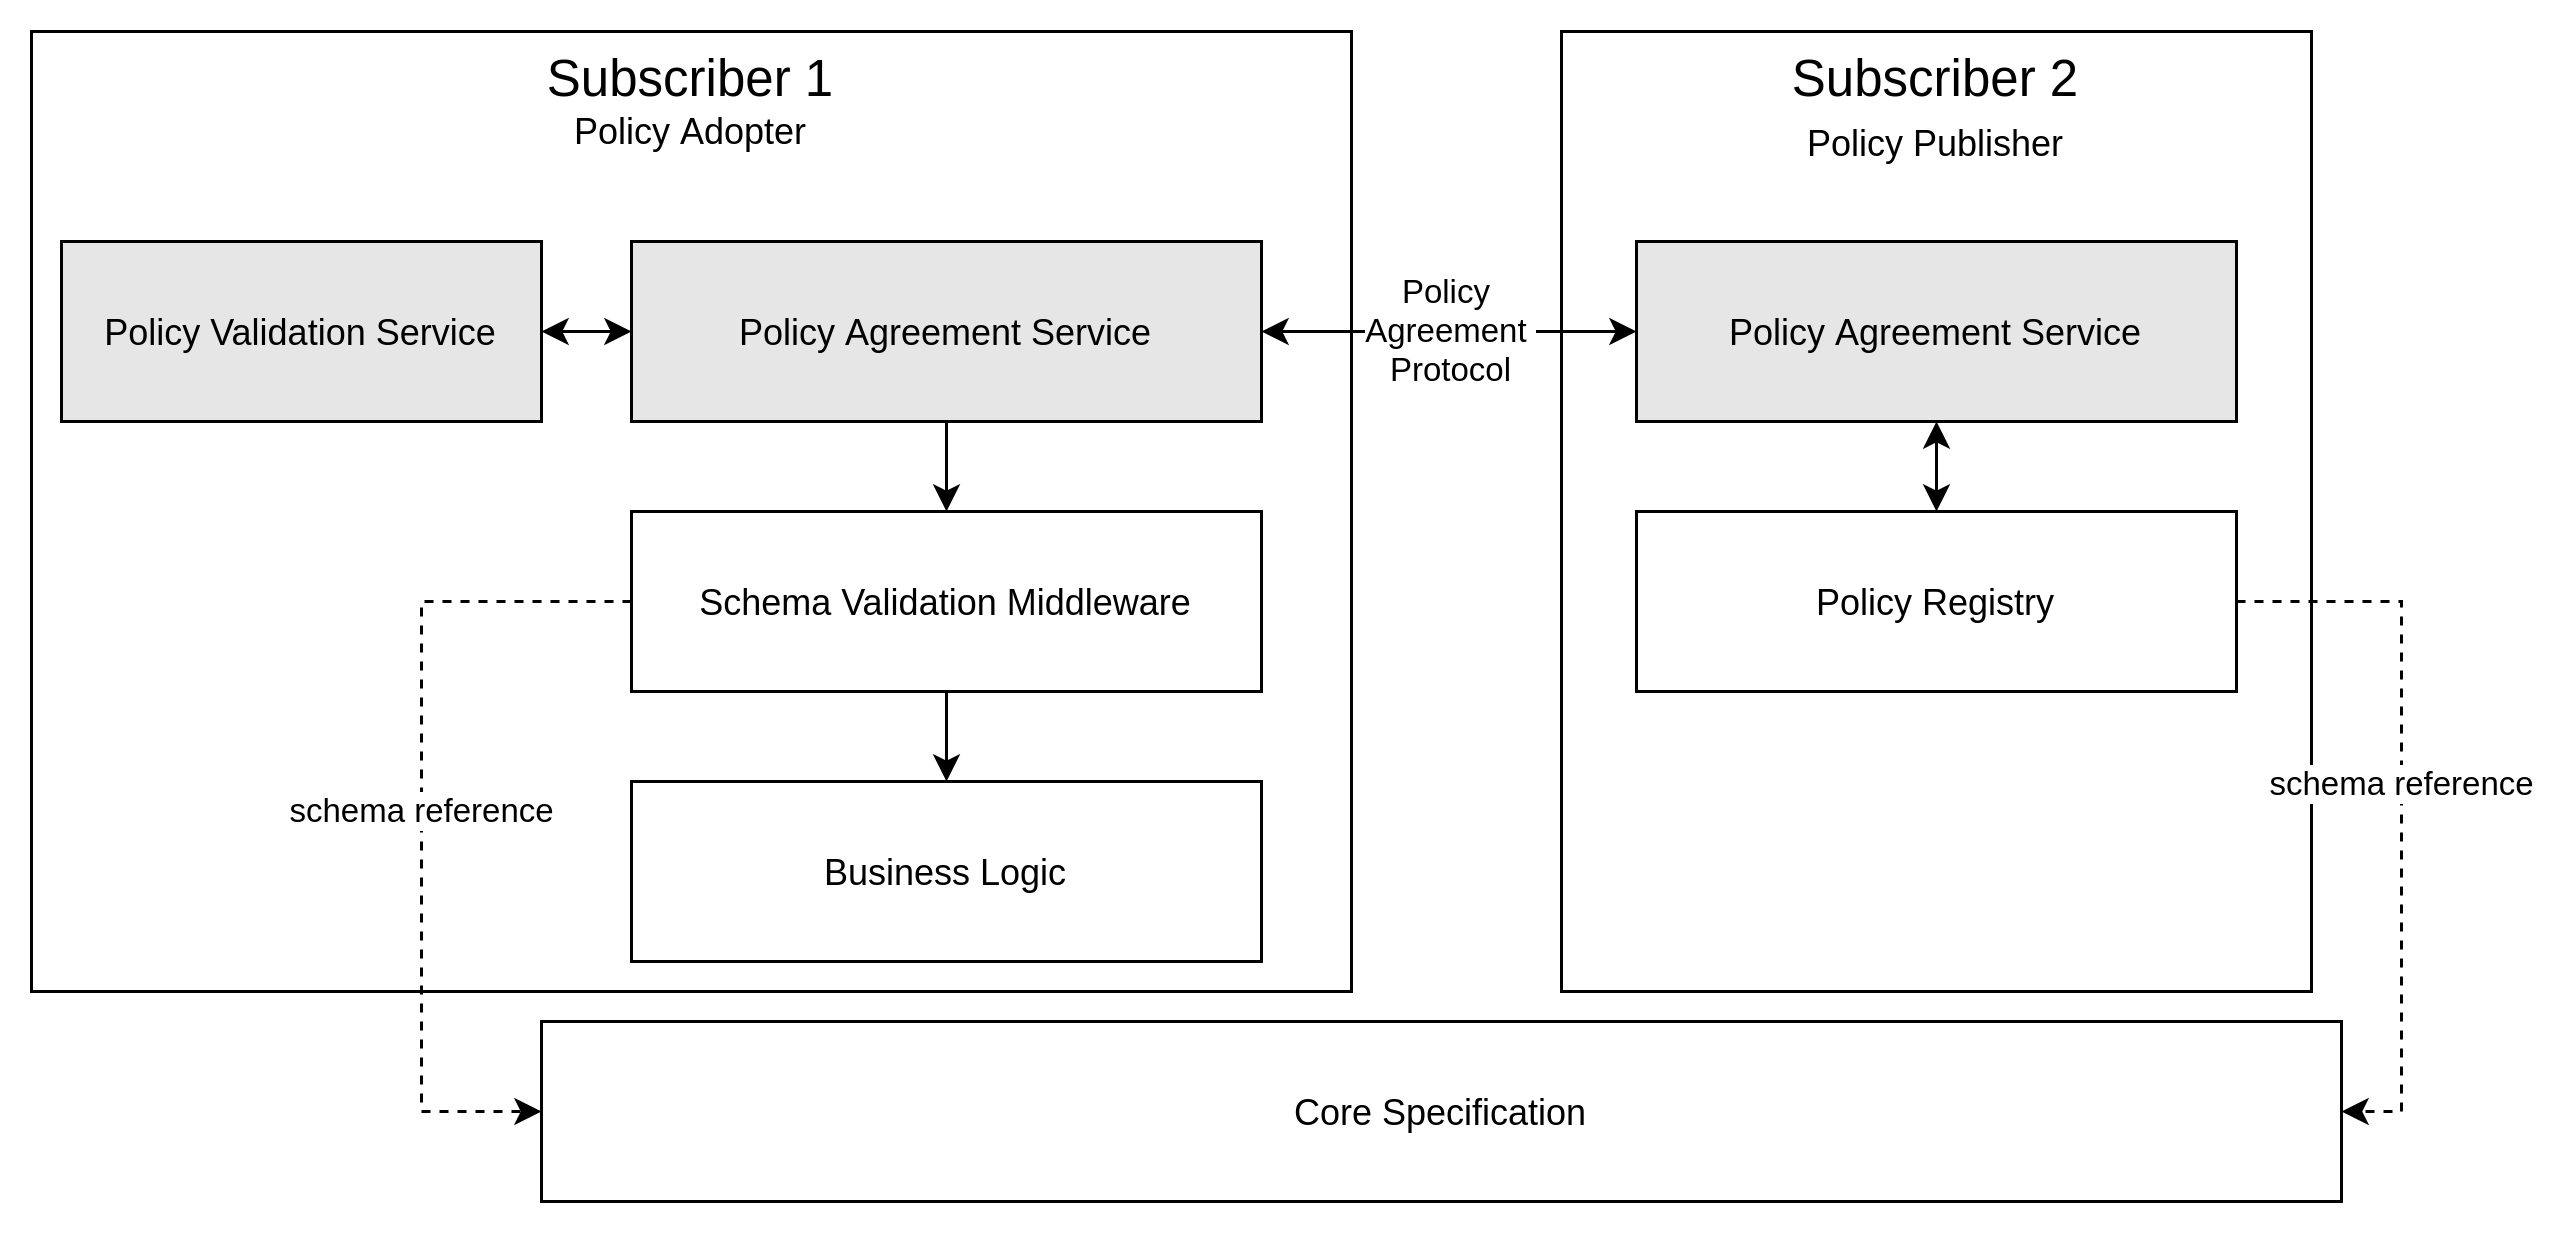 Subscriber 1
Policy Adopter
Subscriber 2
Policy Publisher
Policy Validation Service
Policy Agreement Service
Policy
Agreement
Protocol
Policy Agreement Service
Schema Validation Middleware
Policy Registry
schema reference
schema reference
Business Logic
Core Specification